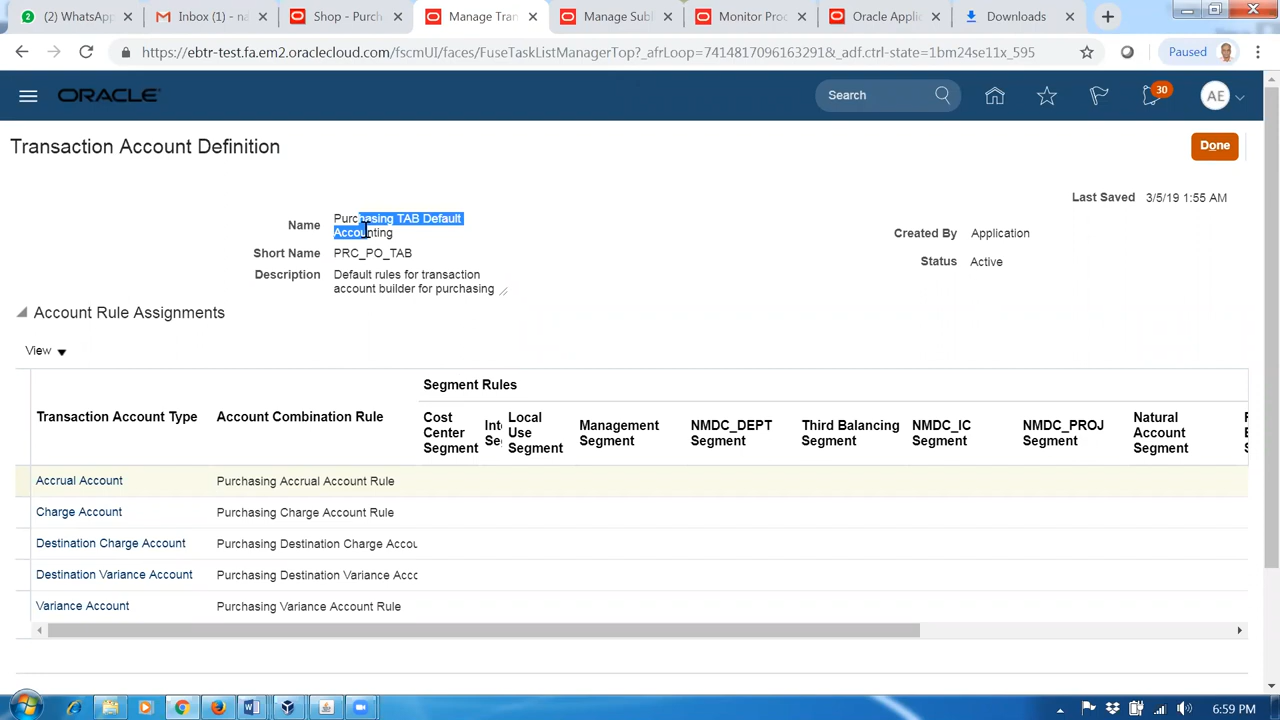 WhatsApp
Inbox (1) - na
Shop - Purch
Manage Tran
Manage Subl
Monitor Proc
Oracle Appli
Downloads
https://ebtr-test.fa.em2.oraclecloud.com/fscmUI/faces/FuseTaskListManagerTop?_afrLoop=7414817096163291&_adf.ctrl-state=1bm24se11x_595
Paused
ORACLE
Search
30
AE
Transaction Account Definition
Done
Last Saved 3/5/19 1:55 AM
Name Purchasing TAB Default
Accounting
Created By Application
Short Name PRC_PO_TAB
Status Active
Description Default rules for transaction
account builder for purchasing
Account Rule Assignments
View
Segment Rules
Transaction Account Type
Account Combination Rule
Cost
Center
Segment
Int
Se
Local
Use
Segment
Management
Segment
NMDC_DEPT
Segment
Third Balancing
Segment
NMDC_IC
Segment
NMDC_PROJ
Segment
Natural
Account
Segment
Accrual Account Purchasing Accrual Account Rule
Charge Account Purchasing Charge Account Rule
Destination Charge Account Purchasing Destination Charge Accou
Destination Variance Account Purchasing Destination Variance Acc
Variance Account Purchasing Variance Account Rule
6:59 PM